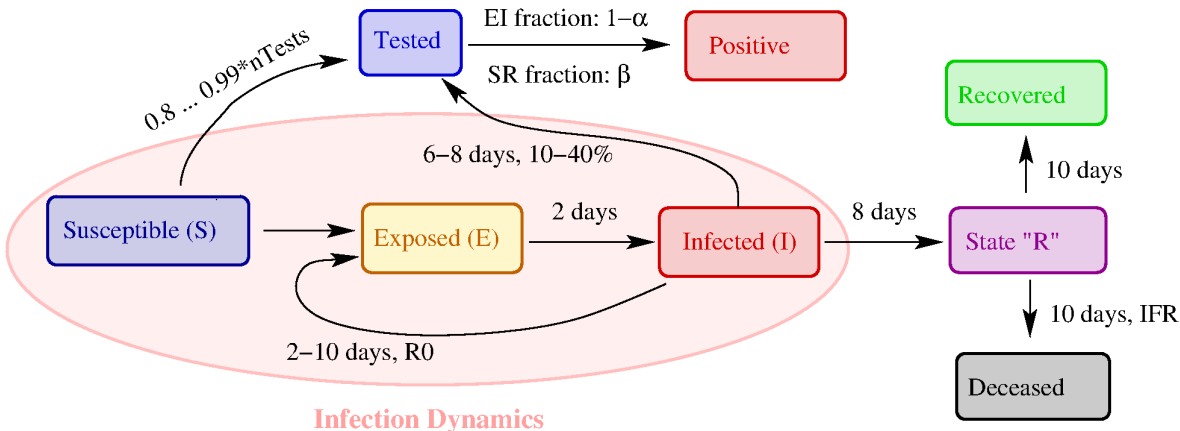 EI fraction: 1−α
Tested
Positive
SR fraction: β
0.8 ... 0.99*nTests
Recovered
6−8 days, 10−40%
10 days
Susceptible (S)
Exposed (E)
2 days
Infected (I)
8 days
State "R"
10 days, IFR
2−10 days, R0
Deceased
Infection Dynamics